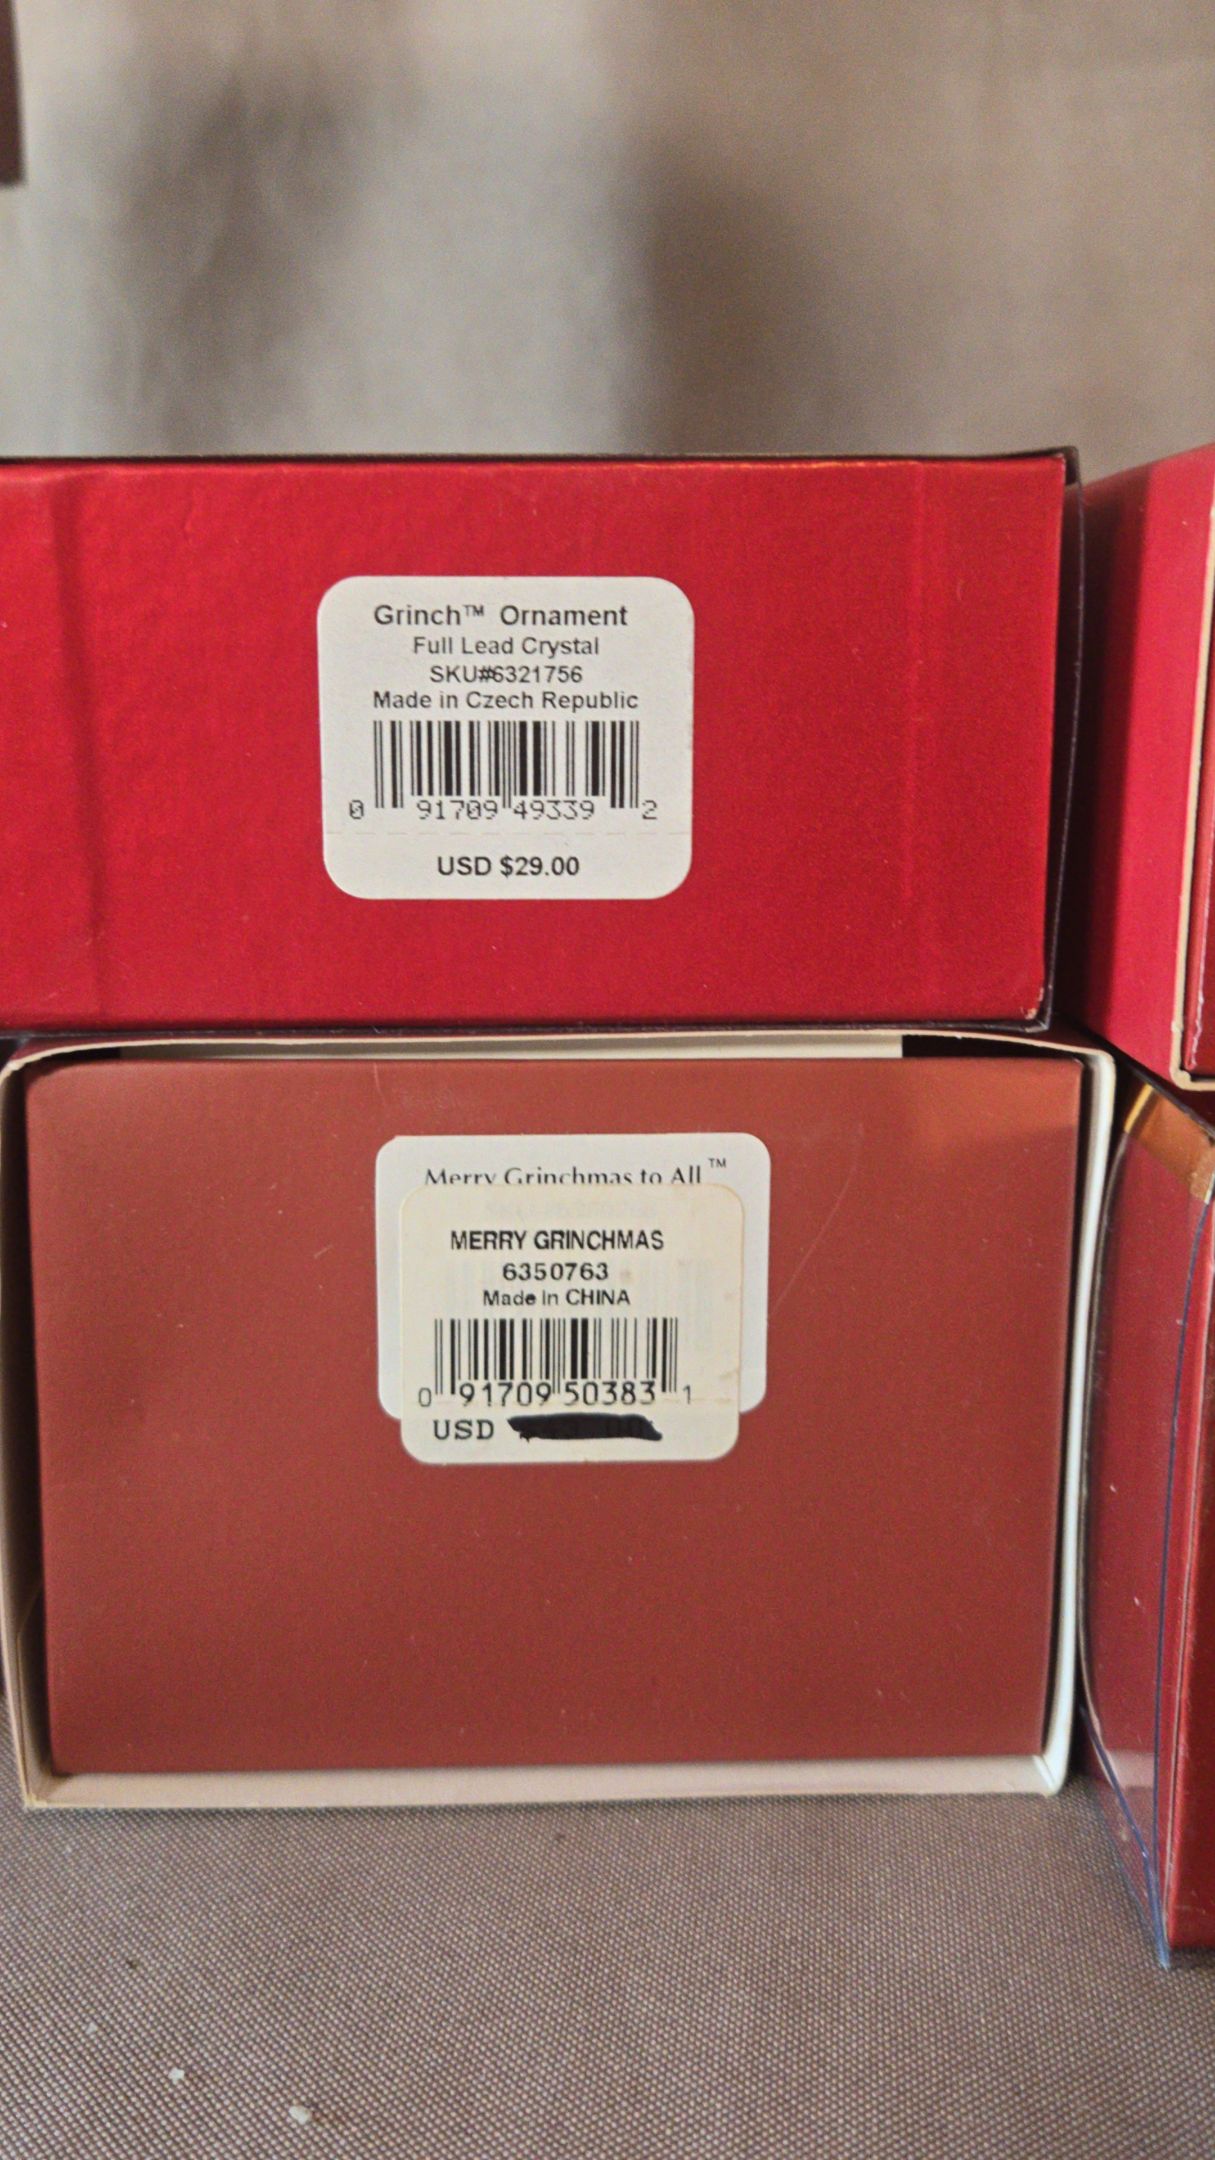 Grinch™ Ornament
Full Lead Crystal
SKU#6321756
Made in Czech Republic
0 91709 49339 2
USD $29.00
Merry Grinchmas to All™
MERRY GRINCHMAS
6350763
Made In CHINA
0 91709 50383 1
USD